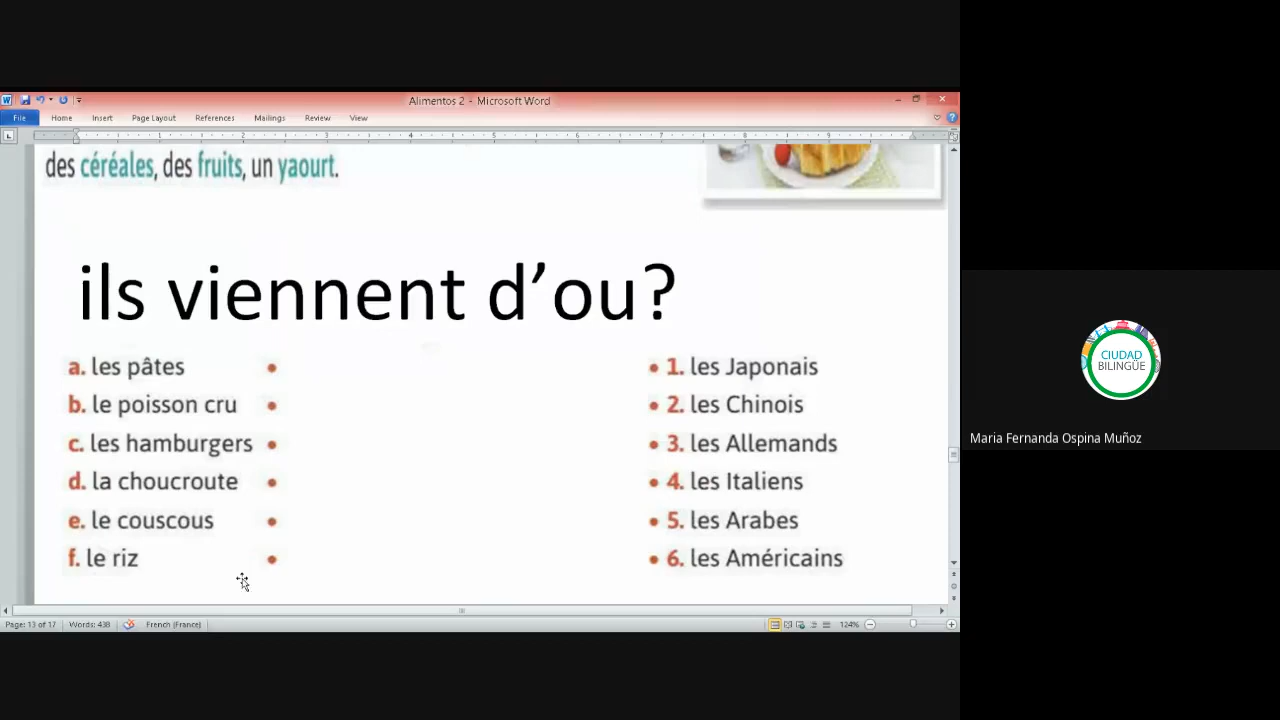 Alimentos 2 - Microsoft Word
File Home Insert Page Layout References Mailings Review View
des céréales, des fruits, un yaourt.
ils viennent d’ou?
a. les pâtes • • 1. les Japonais
b. le poisson cru • • 2. les Chinois
c. les hamburgers • • 3. les Allemands
d. la choucroute • • 4. les Italiens
e. le couscous • • 5. les Arabes
f. le riz • • 6. les Américains
Page: 13 of 17 Words: 438 French (France) 124%
CIUDAD
BILINGÜE
Maria Fernanda Ospina Muñoz